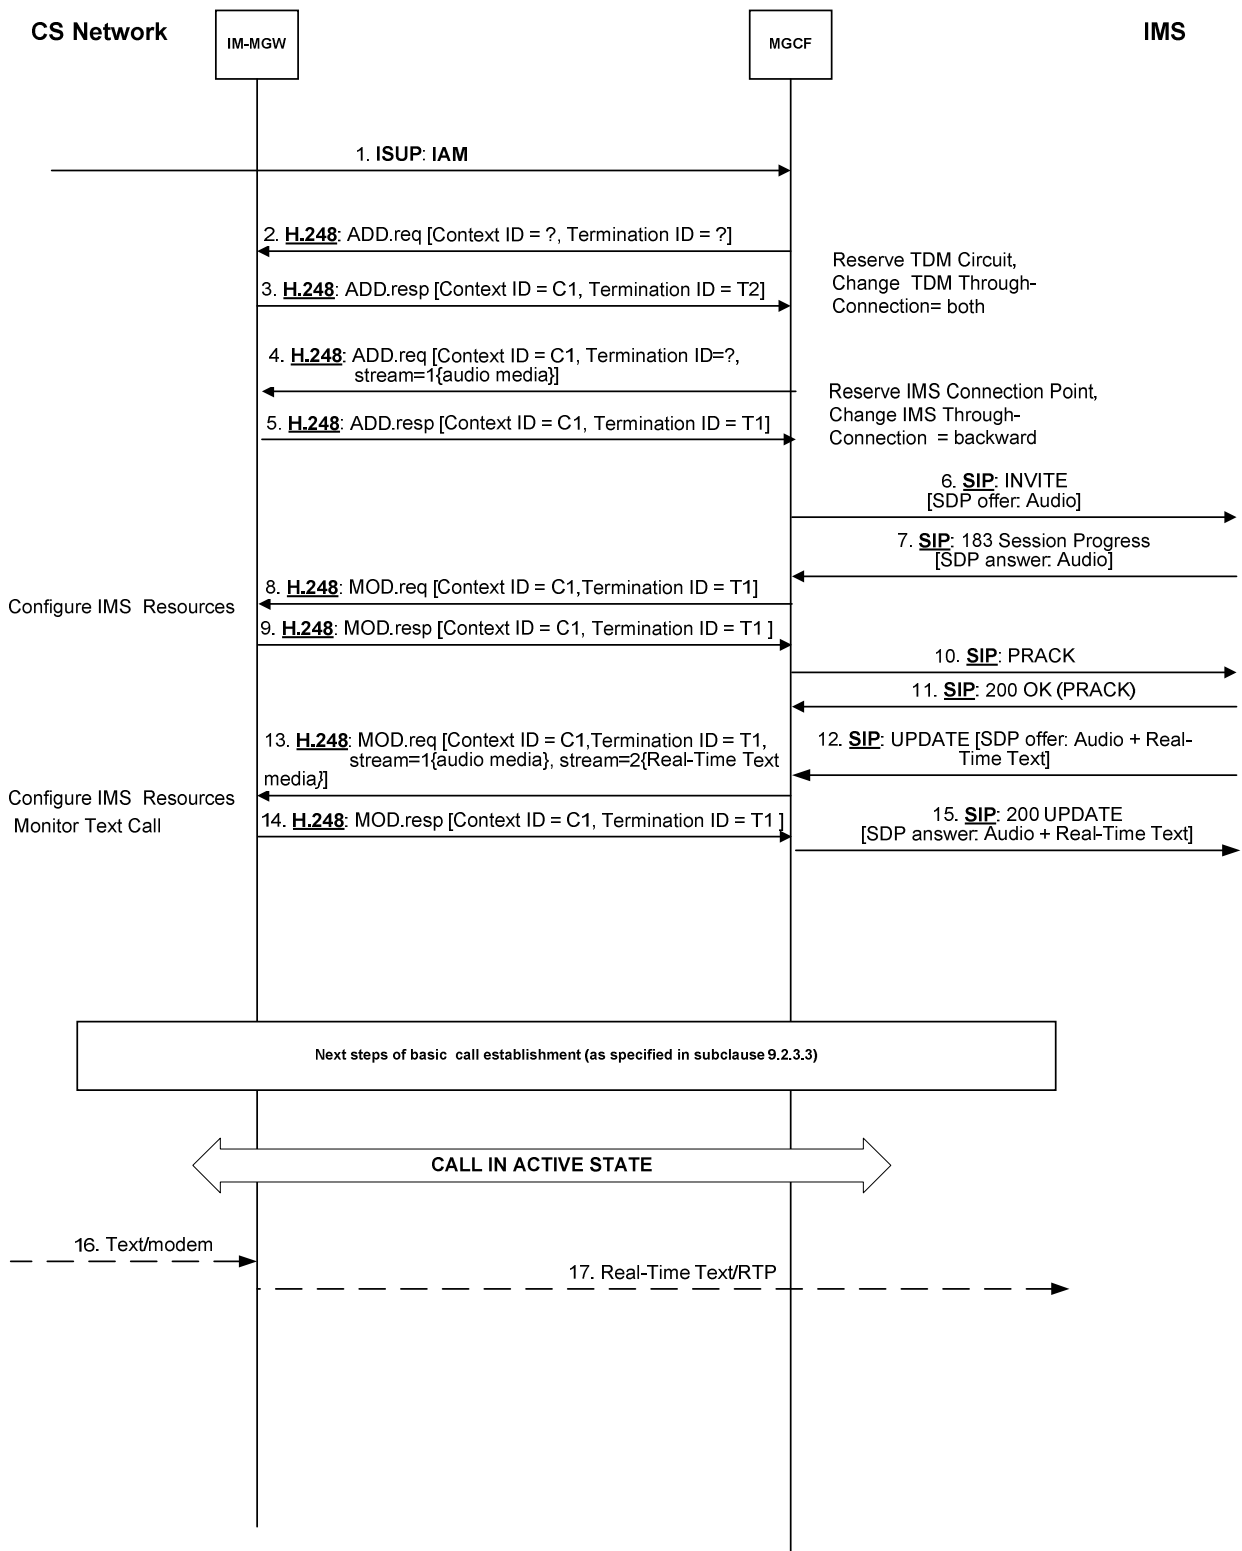 CS Network
IM-MGW
MGCF
IMS
1. ISUP: IAM
2. H.248: ADD.req [Context ID = ?, Termination ID = ?]
Reserve TDM Circuit,
Change TDM Through-
Connection= both
3. H.248: ADD.resp [Context ID = C1, Termination ID = T2]
4. H.248: ADD.req [Context ID = C1, Termination ID=?,
stream=1{audio media}]
Reserve IMS Connection Point,
Change IMS Through-
Connection = backward
5. H.248: ADD.resp [Context ID = C1, Termination ID = T1]
6. SIP: INVITE
[SDP offer: Audio]
7. SIP: 183 Session Progress
[SDP answer: Audio]
8. H.248: MOD.req [Context ID = C1,Termination ID = T1]
Configure IMS Resources
9. H.248: MOD.resp [Context ID = C1, Termination ID = T1 ]
10. SIP: PRACK
11. SIP: 200 OK (PRACK)
12. SIP: UPDATE [SDP offer: Audio + Real-
Time Text]
13. H.248: MOD.req [Context ID = C1,Termination ID = T1,
stream=1{audio media}, stream=2{Real-Time Text
media}]
Configure IMS Resources
Monitor Text Call
14. H.248: MOD.resp [Context ID = C1, Termination ID = T1 ]
15. SIP: 200 UPDATE
[SDP answer: Audio + Real-Time Text]
Next steps of basic call establishment (as specified in subclause 9.2.3.3)
CALL IN ACTIVE STATE
16. Text/modem
17. Real-Time Text/RTP